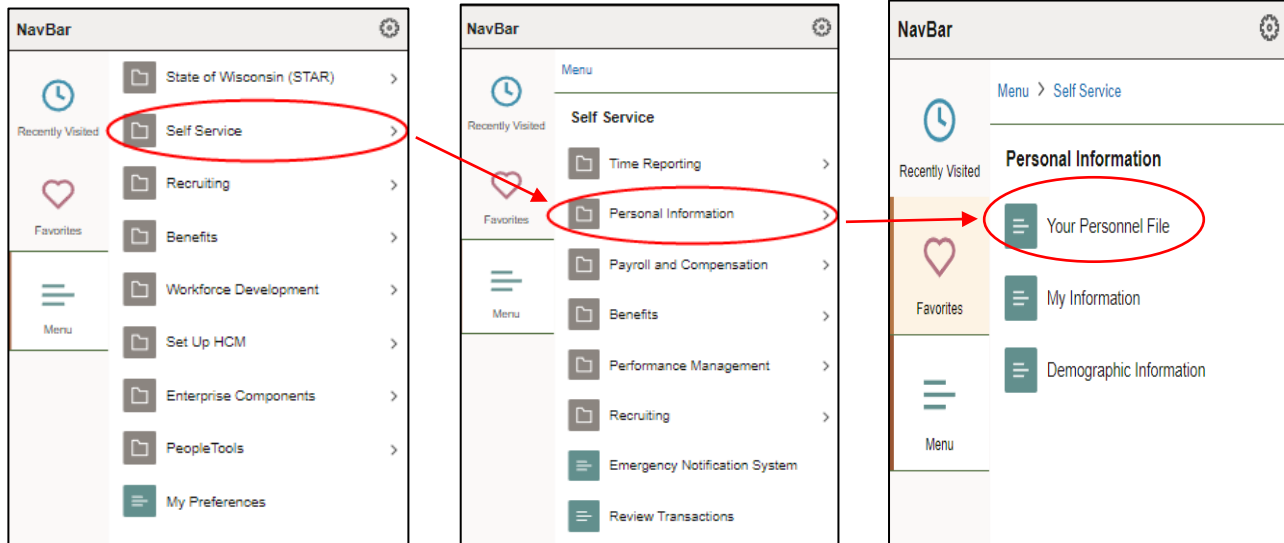 NavBar
Recently Visited
Favorites
Menu
State of Wisconsin (STAR)
Self Service
Recruiting
Benefits
Workforce Development
Set Up HCM
Enterprise Components
PeopleTools
My Preferences
NavBar
Recently Visited
Favorites
Menu
Menu
Self Service
Time Reporting
Personal Information
Payroll and Compensation
Benefits
Performance Management
Recruiting
Emergency Notification System
Review Transactions
NavBar
Recently Visited
Favorites
Menu
Menu > Self Service
Personal Information
Your Personnel File
My Information
Demographic Information